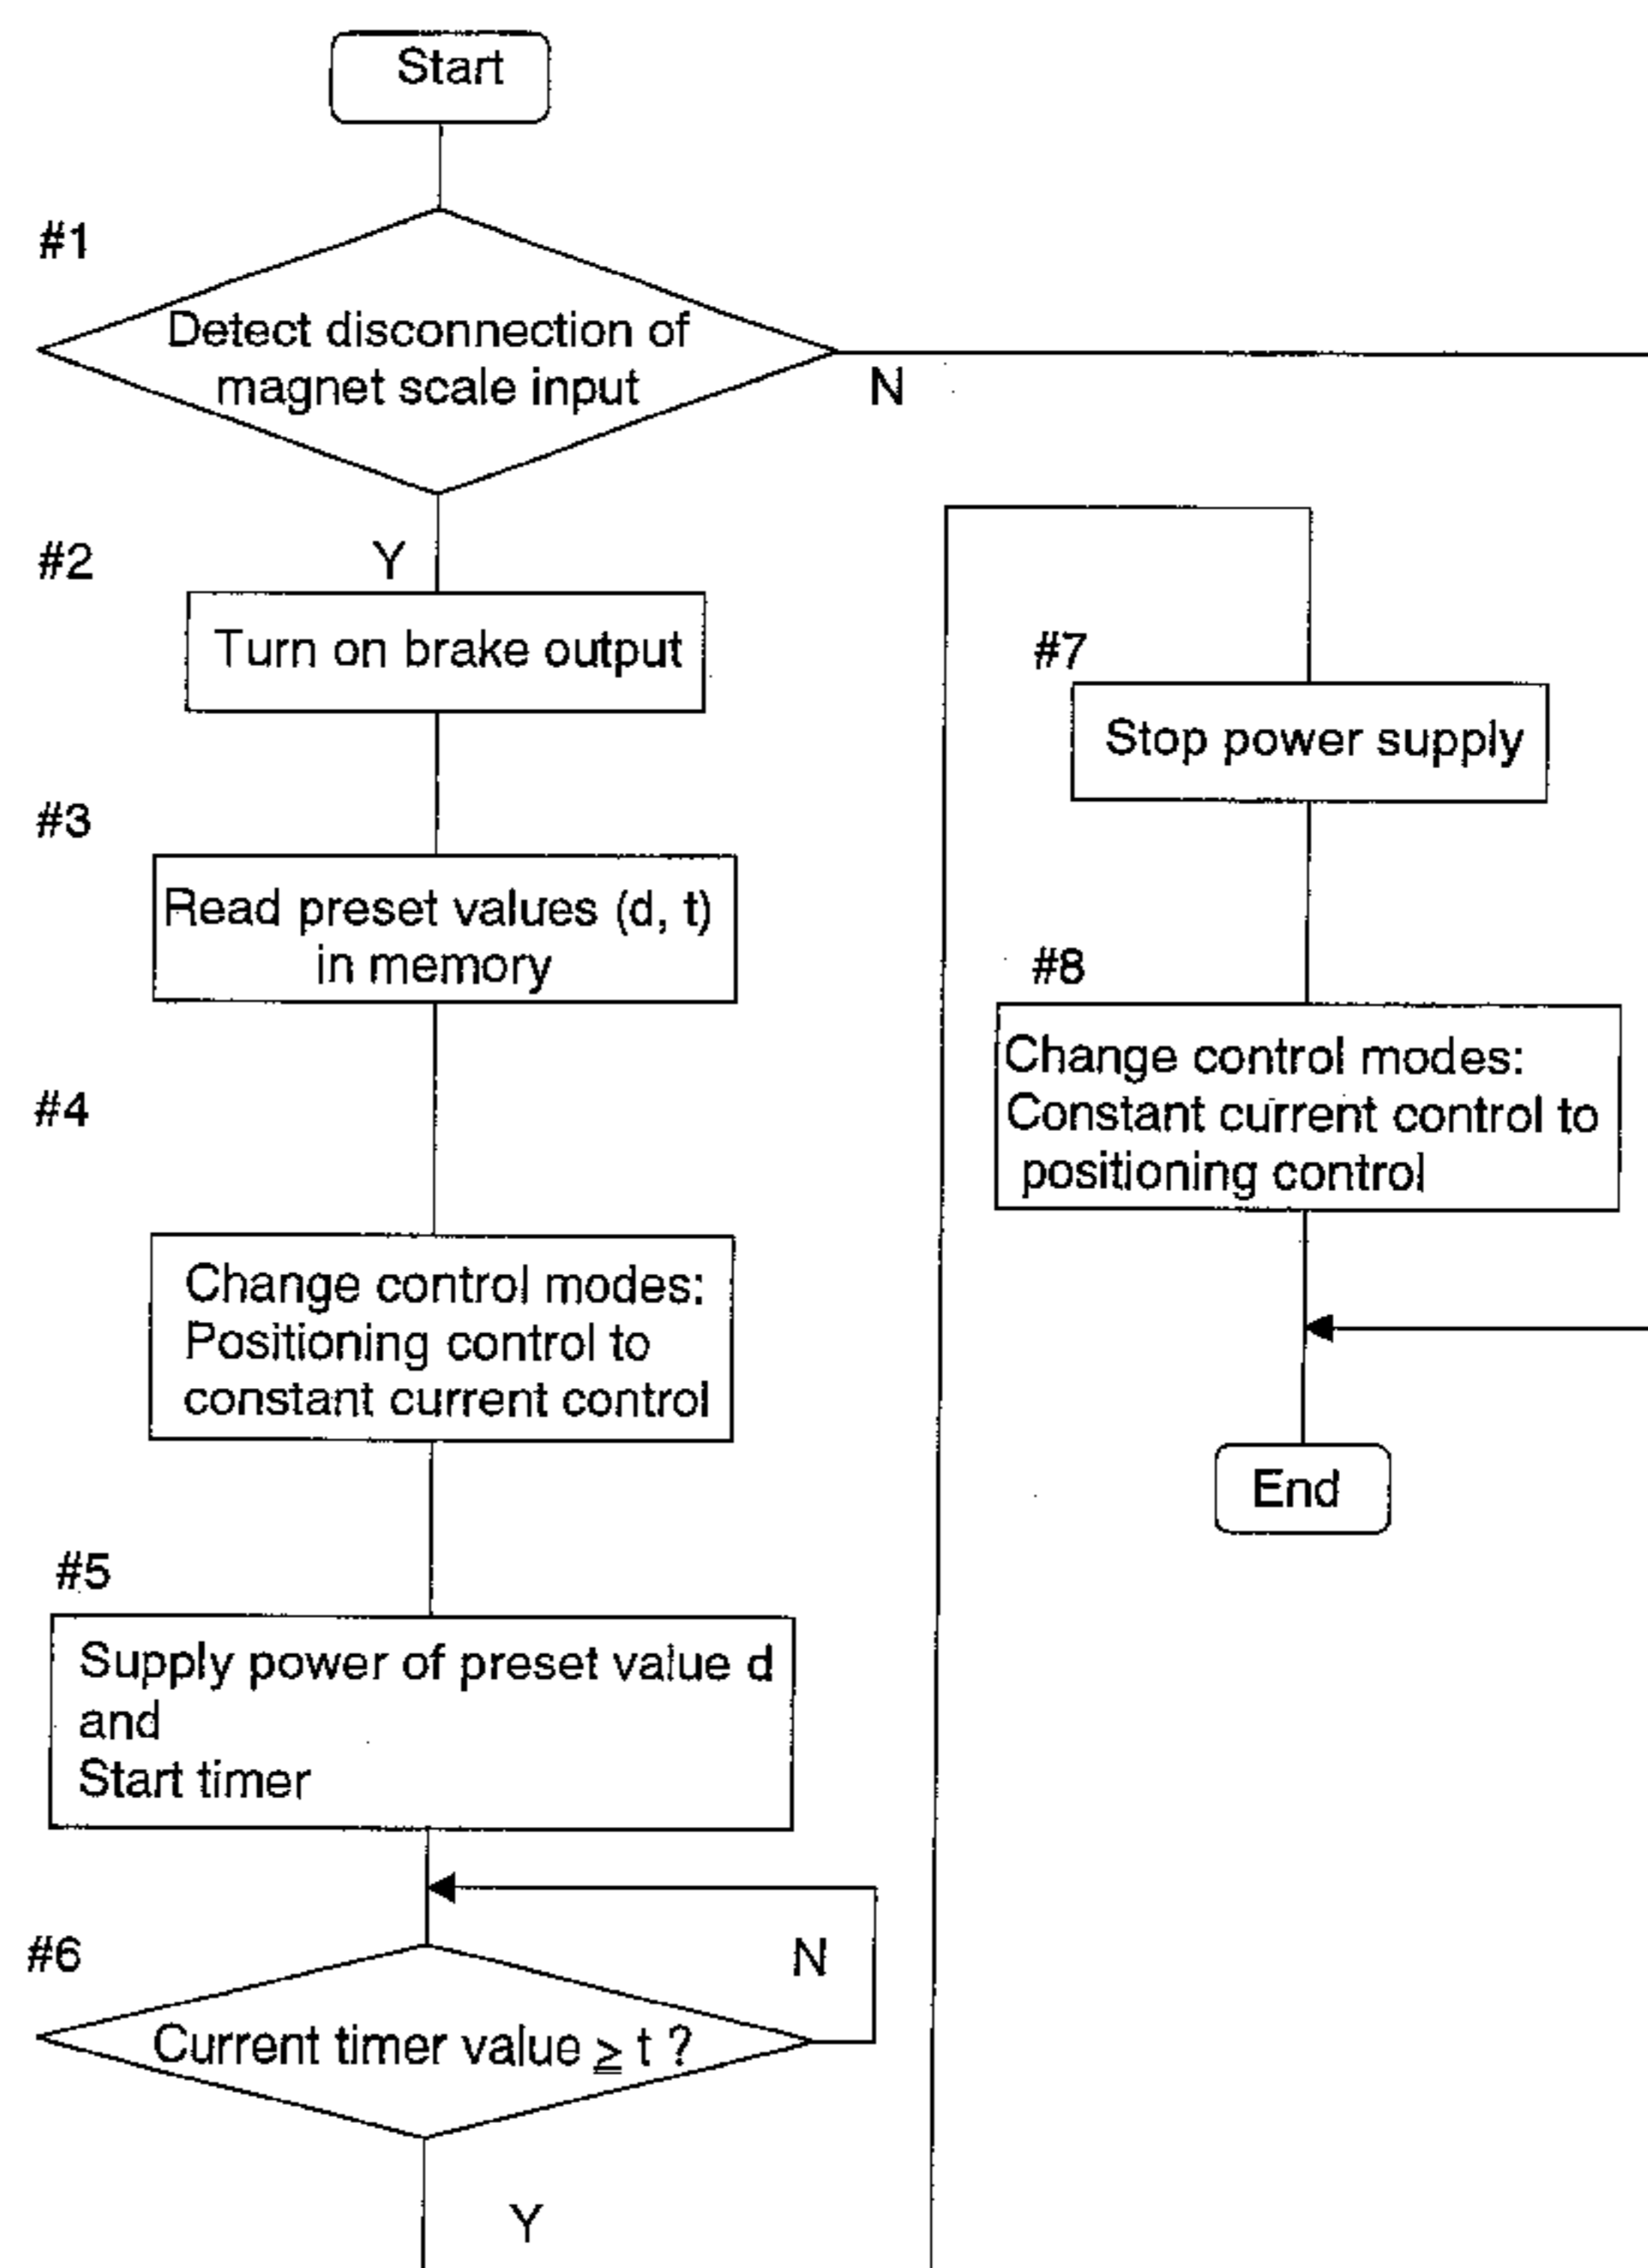 Start
#1
Detect disconnection of
magnet scale input
N
#2
Y
Turn on brake output
#3
Read preset values (d, t)
in memory
#4
Change control modes:
Positioning control to
constant current control
#5
Supply power of preset value d
and
Start timer
#6
N
Current timer value ≧ t ?
Y
#7
Stop power supply
#8
Change control modes:
Constant current control to
positioning control
End